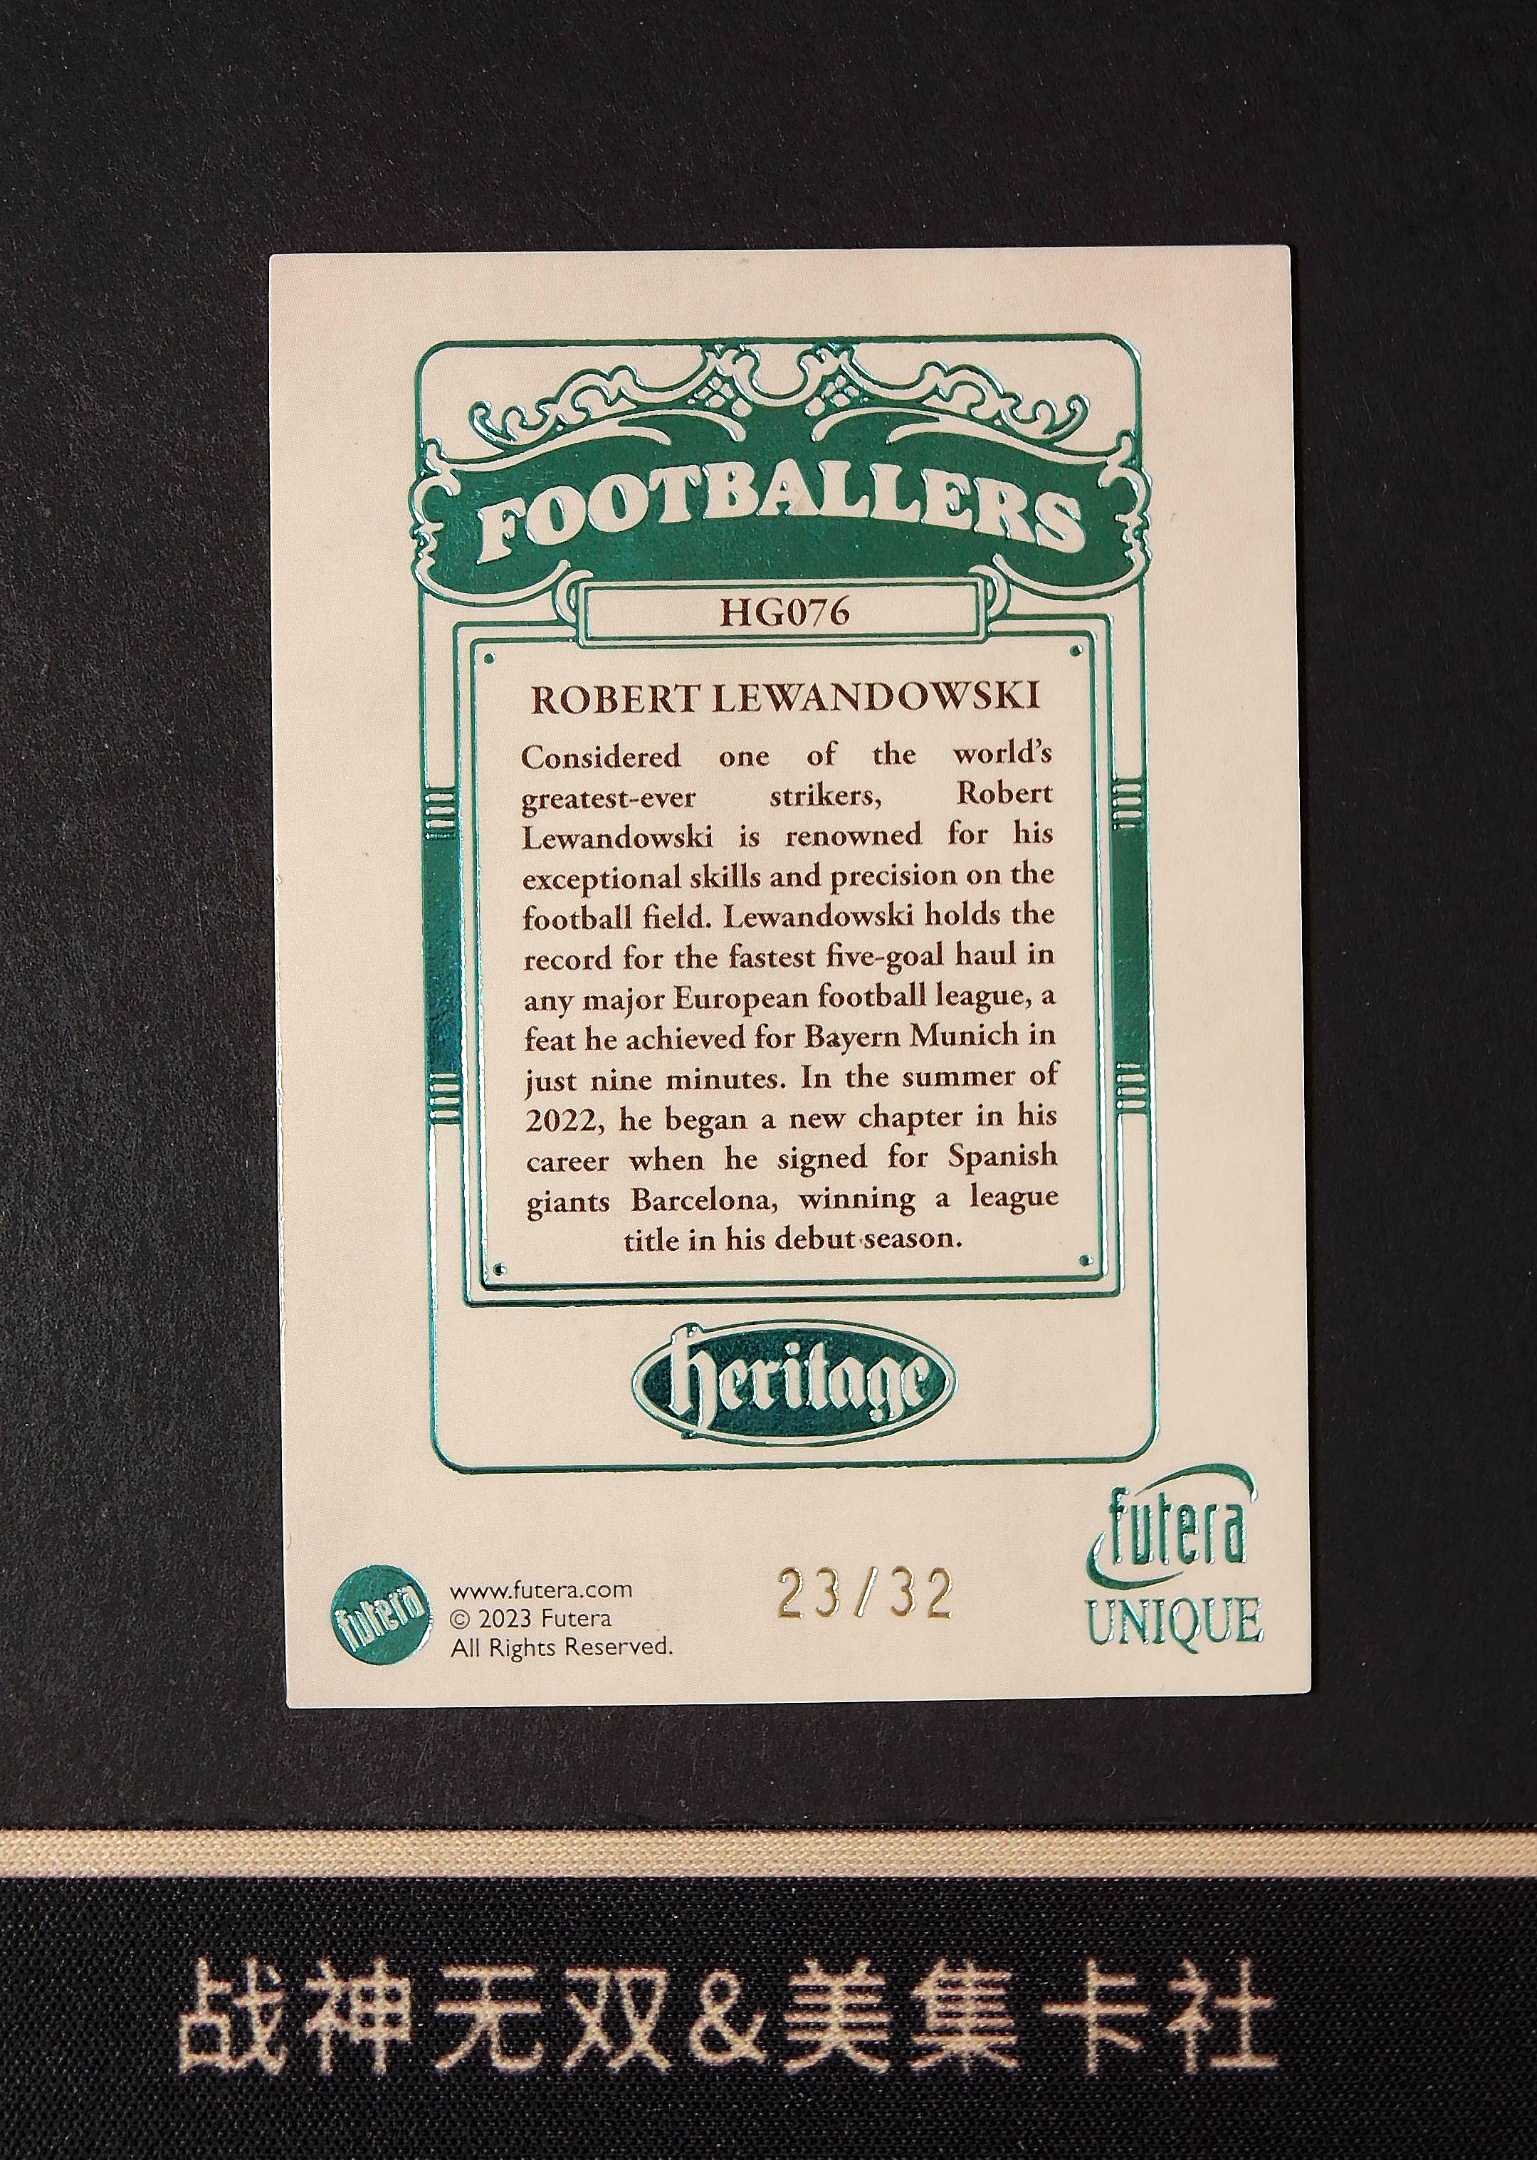 FOOTBALLERS
HG076
ROBERT LEWANDOWSKI
Considered one of the world's
greatest-ever strikers, Robert
Lewandowski is renowned for his
exceptional skills and precision on the
football field. Lewandowski holds the
record for the fastest five-goal haul in
any major European football league, a
feat he achieved for Bayern Munich in
just nine minutes. In the summer of
2022, he began a new chapter in his
career when he signed for Spanish
giants Barcelona, winning a league
title in his debut season.
heritage
futera
UNIQUE
futera
www.futera.com
© 2023 Futera
All Rights Reserved.
23/32
战神无双&美集卡社